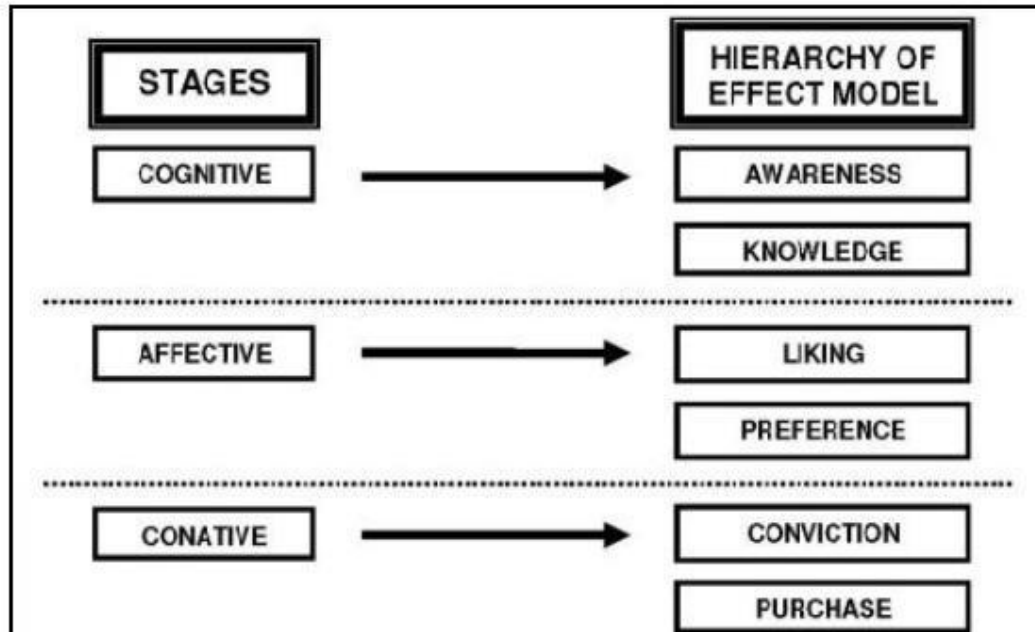 STAGES
HIERARCHY OF
EFFECT MODEL
COGNITIVE
AWARENESS
KNOWLEDGE
AFFECTIVE
LIKING
PREFERENCE
CONATIVE
CONVICTION
PURCHASE